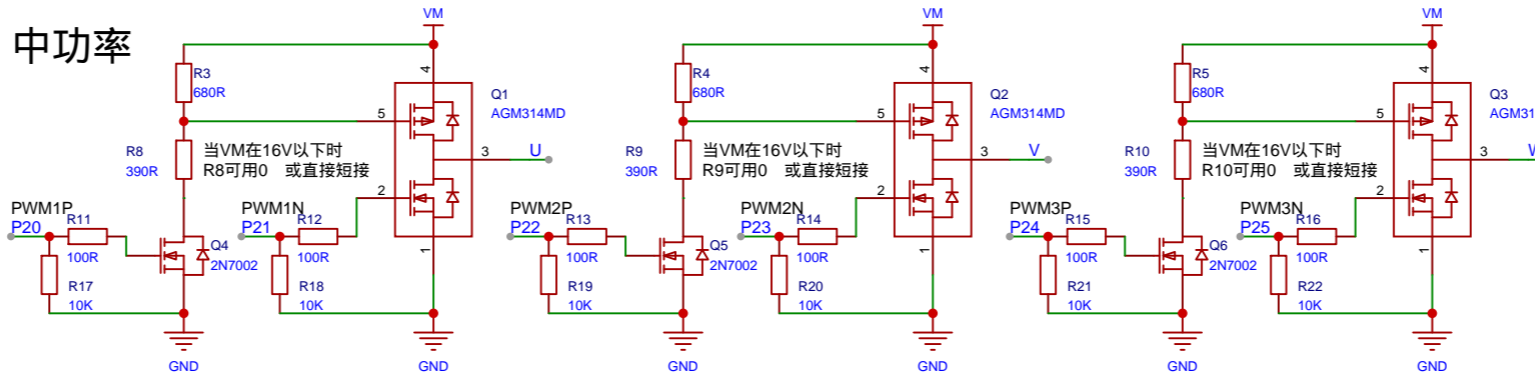 中功率
VM
R3
680R
4
Q1
AGM314MD
5
R8
390R
当VM在16V以下时
R8可用0 或直接短接
3
U
2
PWM1P
P20
R11
100R
PWM1N
P21
R12
100R
Q4
2N7002
1
R17
10K
R18
10K
GND
GND
VM
R4
680R
4
Q2
AGM314MD
5
R9
390R
当VM在16V以下时
R9可用0 或直接短接
3
V
2
PWM2P
P22
R13
100R
PWM2N
P23
R14
100R
Q5
2N7002
1
R19
10K
R20
10K
GND
GND
VM
R5
680R
4
Q3
AGM31
5
R10
390R
当VM在16V以下时
R10可用0 或直接短接
3
W
2
PWM3P
P24
R15
100R
PWM3N
P25
R16
100R
Q6
2N7002
1
R21
10K
R22
10K
GND
GND